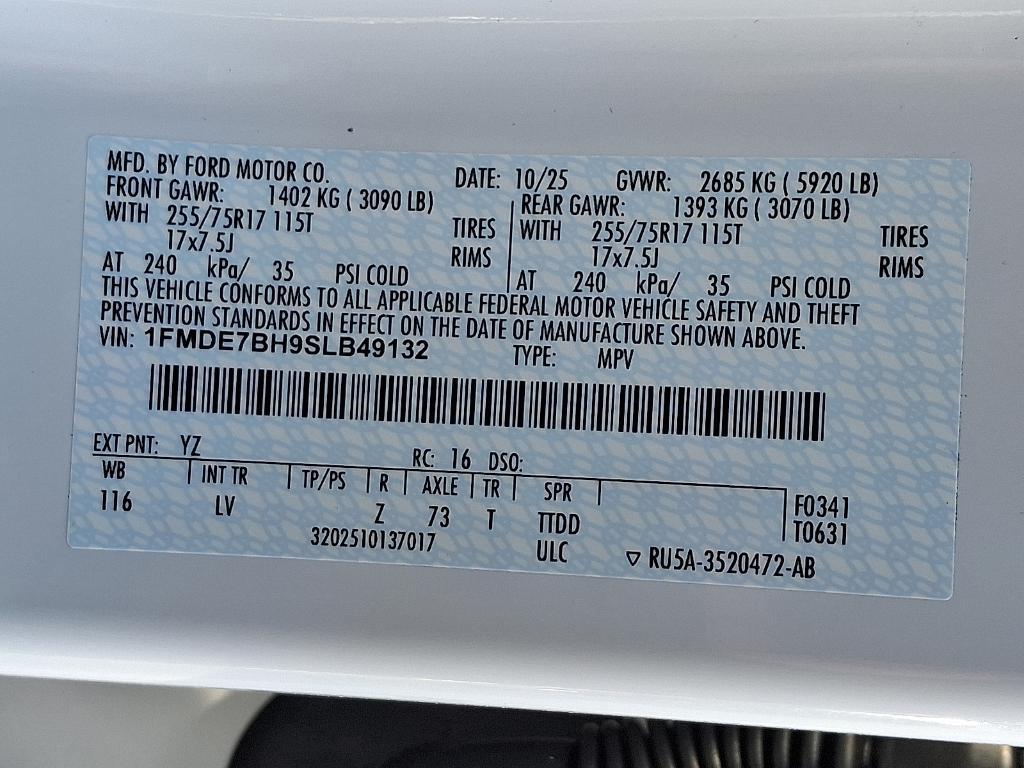 MFD. BY FORD MOTOR CO. DATE: 10/25 GVWR: 2685 KG ( 5920 LB)
FRONT GAWR: 1402 KG ( 3090 LB) REAR GAWR: 1393 KG ( 3070 LB)
WITH 255/75R17 115T TIRES WITH 255/75R17 115T TIRES
17x7.5J RIMS 17x7.5J RIMS
AT 240 kPa/ 35 PSI COLD AT 240 kPa/ 35 PSI COLD
THIS VEHICLE CONFORMS TO ALL APPLICABLE FEDERAL MOTOR VEHICLE SAFETY AND THEFT
PREVENTION STANDARDS IN EFFECT ON THE DATE OF MANUFACTURE SHOWN ABOVE.
VIN: 1FMDE7BH9SLB49132 TYPE: MPV
EXT PNT: YZ RC: 16 DSO:
WB INT TR TP/PS R AXLE TR SPR F0341
116 LV Z 73 T TTDD T0631
3202510137017 ULC ▽ RU5A-3520472-AB